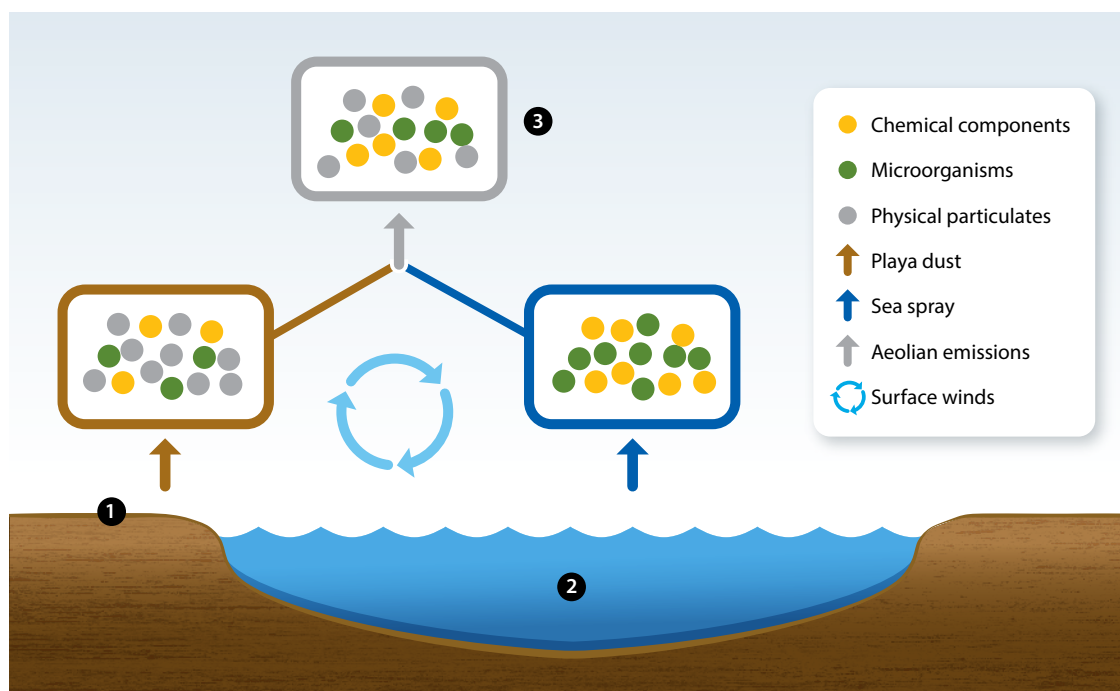 3
Chemical components
Microorganisms
Physical particulates
Playa dust
Sea spray
Aeolian emissions
Surface winds
1
2